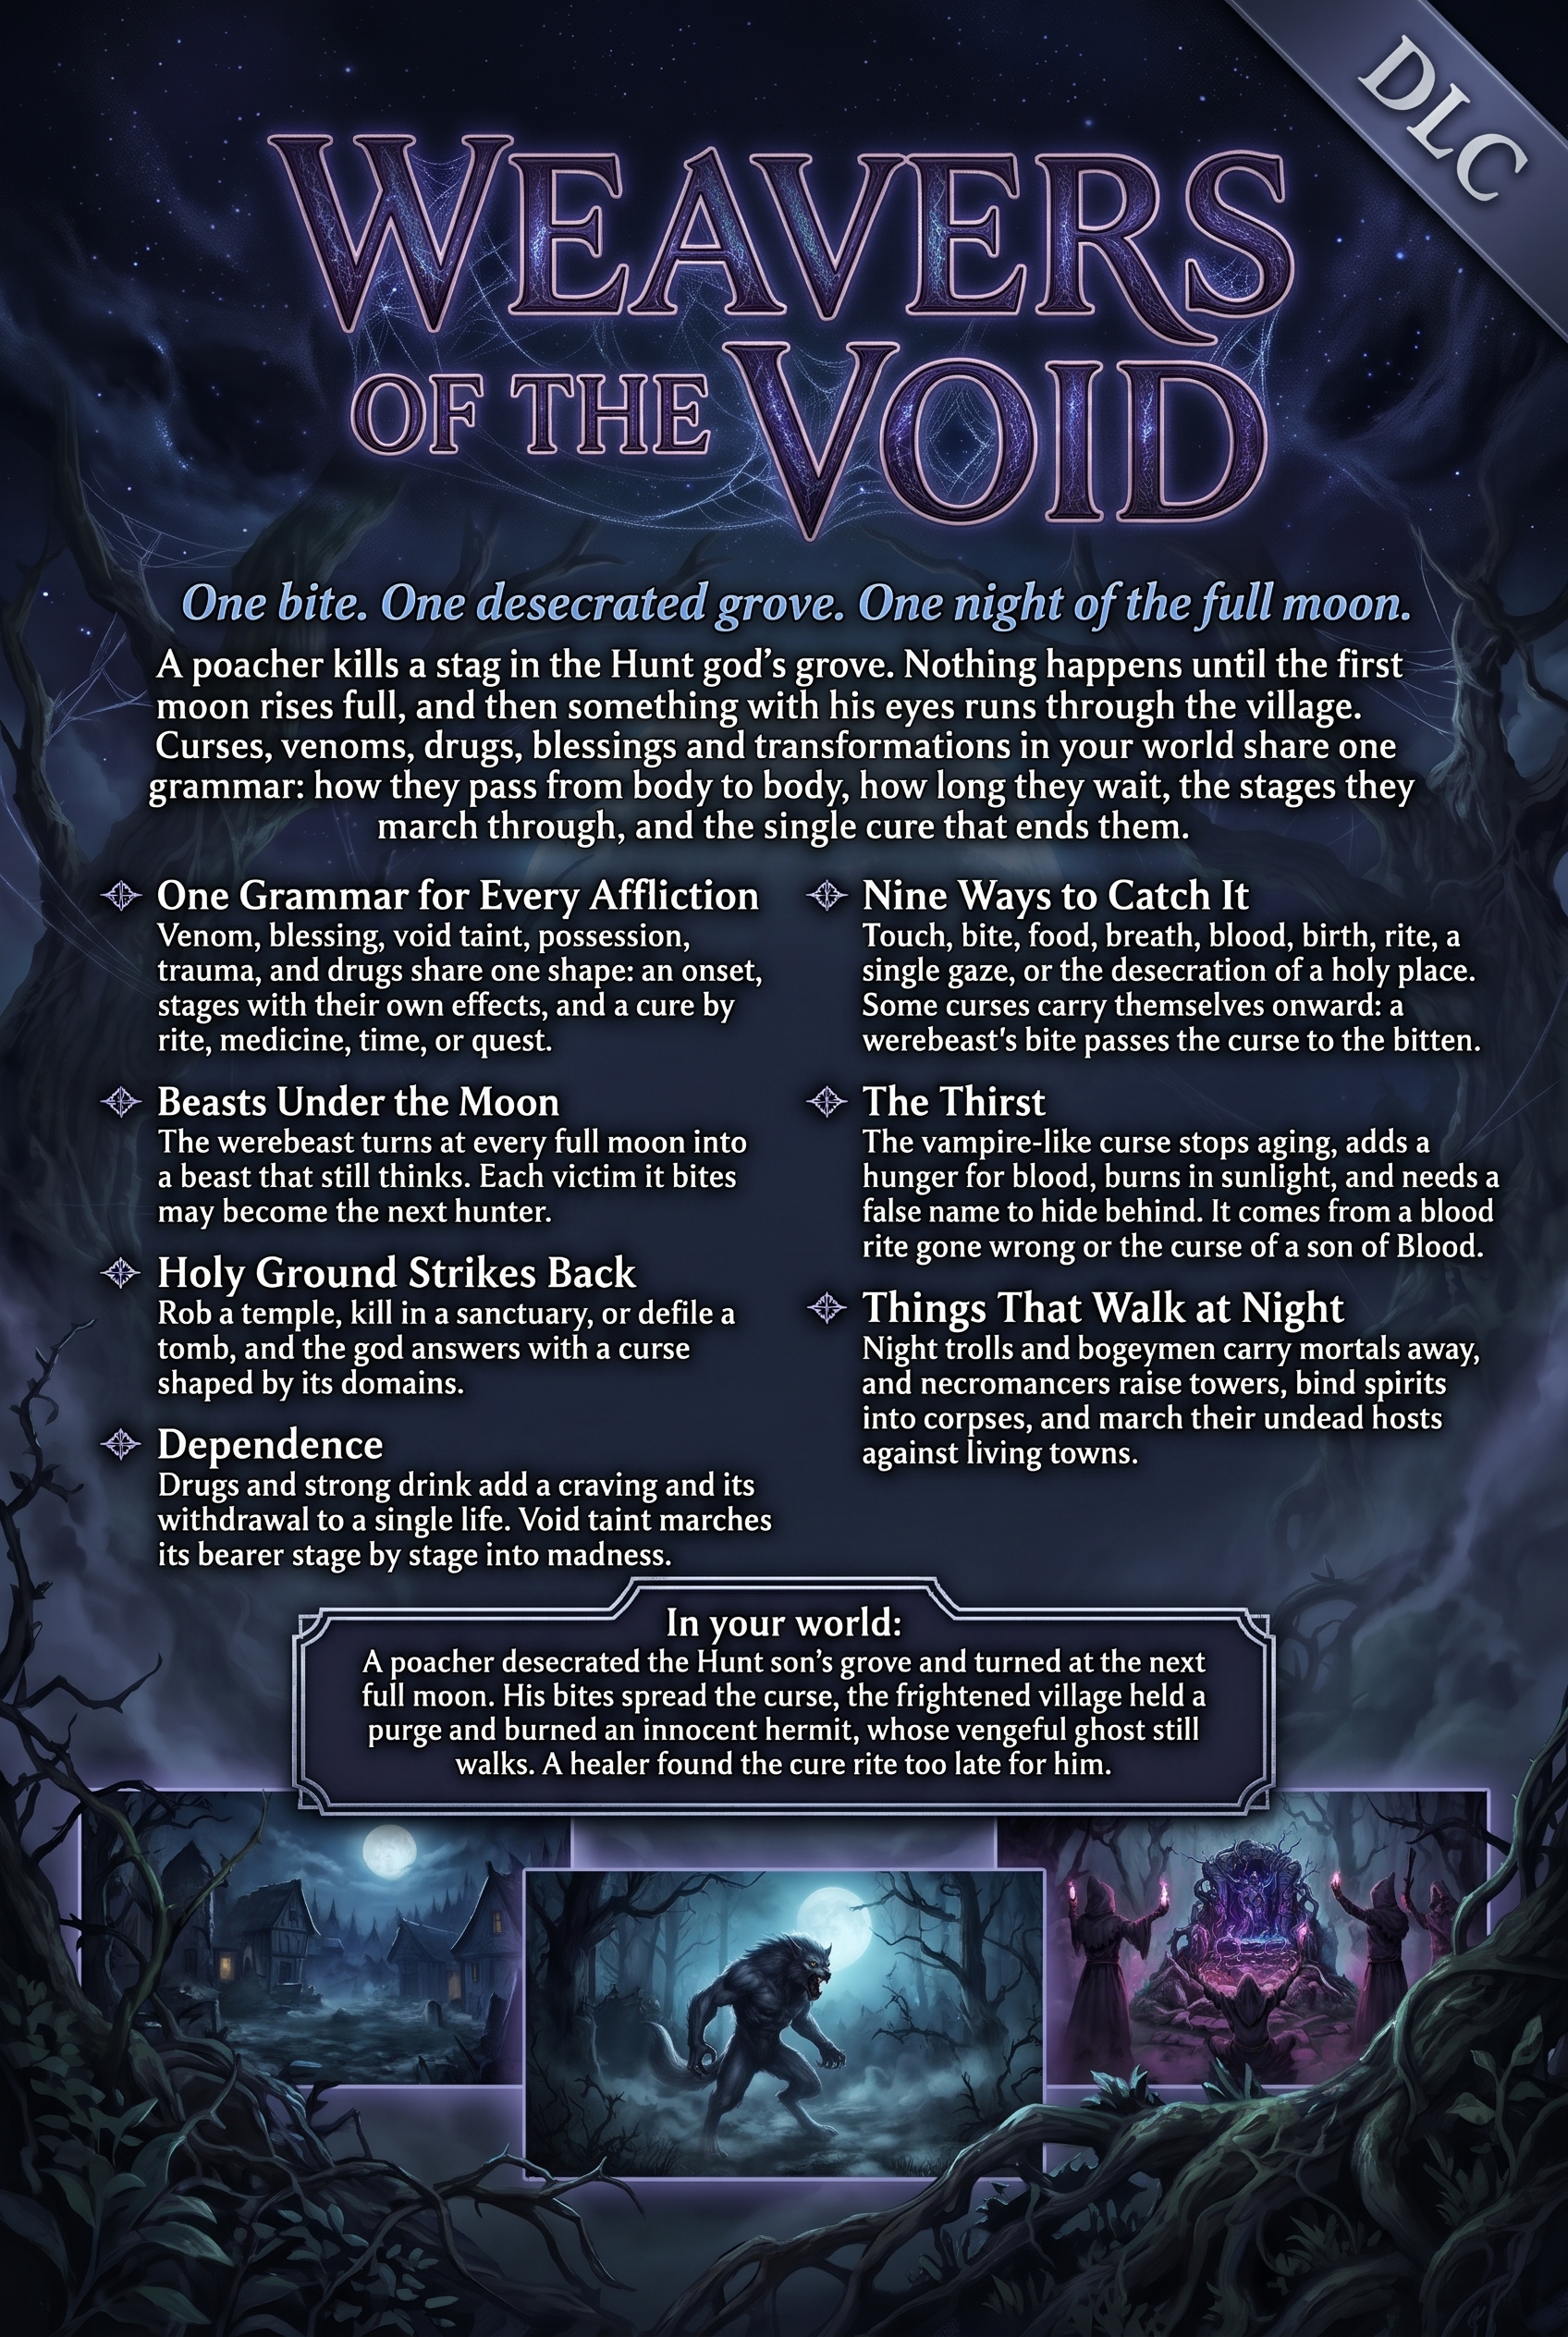 DLC
WEAVERS
OF THE VOID
One bite. One desecrated grove. One night of the full moon.
A poacher kills a stag in the Hunt god’s grove. Nothing happens until the first
moon rises full, and then something with his eyes runs through the village.
Curses, venoms, drugs, blessings and transformations in your world share one
grammar: how they pass from body to body, how long they wait, the stages they
march through, and the single cure that ends them.
One Grammar for Every Affliction
Venom, blessing, void taint, possession,
trauma, and drugs share one shape: an onset,
stages with their own effects, and a cure by
rite, medicine, time, or quest.
Beasts Under the Moon
The werebeast turns at every full moon into
a beast that still thinks. Each victim it bites
may become the next hunter.
Holy Ground Strikes Back
Rob a temple, kill in a sanctuary, or defile a
tomb, and the god answers with a curse
shaped by its domains.
Dependence
Drugs and strong drink add a craving and its
withdrawal to a single life. Void taint marches
its bearer stage by stage into madness.
Nine Ways to Catch It
Touch, bite, food, breath, blood, birth, rite, a
single gaze, or the desecration of a holy place.
Some curses carry themselves onward: a
werebeast's bite passes the curse to the bitten.
The Thirst
The vampire-like curse stops aging, adds a
hunger for blood, burns in sunlight, and needs a
false name to hide behind. It comes from a blood
rite gone wrong or the curse of a son of Blood.
Things That Walk at Night
Night trolls and bogeymen carry mortals away,
and necromancers raise towers, bind spirits
into corpses, and march their undead hosts
against living towns.
In your world:
A poacher desecrated the Hunt son’s grove and turned at the next
full moon. His bites spread the curse, the frightened village held a
purge and burned an innocent hermit, whose vengeful ghost still
walks. A healer found the cure rite too late for him.